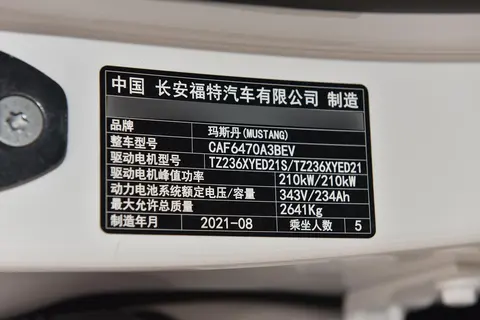 中国 长安福特汽车有限公司 制造
品牌 玛斯丹(MUSTANG)
整车型号 CAF6470A3BEV
驱动电机型号 TZ236XYED21S/TZ236XYED21
驱动电机峰值功率 210kW/210kW
动力电池系统额定电压/容量 343V/234Ah
最大允许总质量 2641Kg
制造年月 2021-08 乘坐人数 5